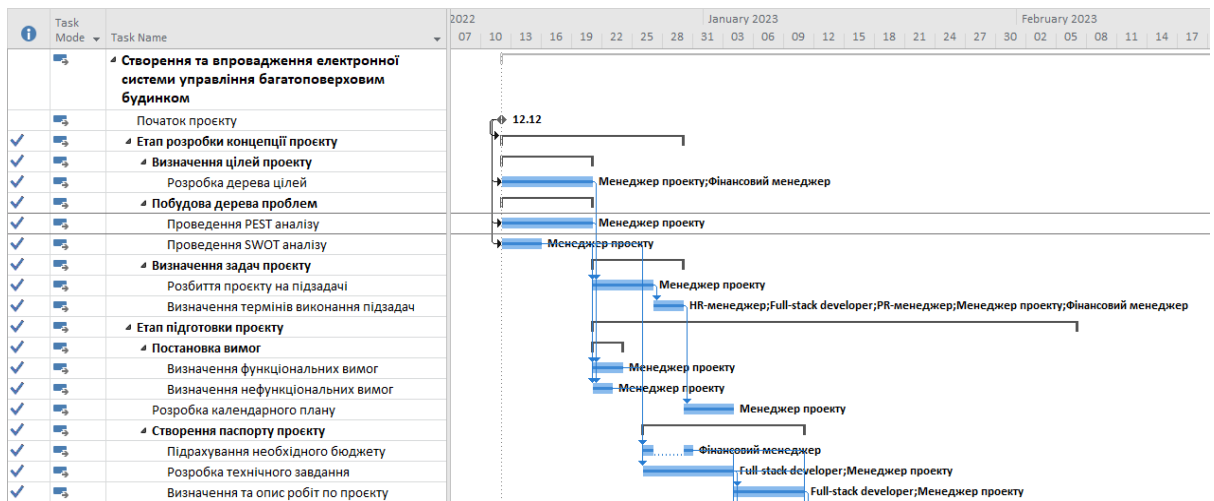 2022 January 2023 February 2023
Task
Mode Task Name
07 10 13 16 19 22 25 28 31 03 06 09 12 15 18 21 24 27 30 02 05 08 11 14 17
Створення та впровадження електронної
системи управління багатоповерховим
будинком
Початок проєкту 12.12
Етап розробки концепції проєкту
Визначення цілей проекту
Розробка дерева цілей Менеджер проекту;Фінансовий менеджер
Побудова дерева проблем
Проведення PEST аналізу Менеджер проекту
Проведення SWOT аналізу Менеджер проекту
Визначення задач проєкту
Розбиття проєкту на підзадачі Менеджер проекту
Визначення термінів виконання підзадач HR-менеджер;Full-stack developer;PR-менеджер;Менеджер проекту;Фінансовий менеджер
Етап підготовки проєкту
Постановка вимог
Визначення функціональних вимог Менеджер проекту
Визначення нефункціональних вимог Менеджер проекту
Розробка календарного плану Менеджер проекту
Створення паспорту проєкту
Підрахування необхідного бюджету Фінансовий менеджер
Розробка технічного завдання Full-stack developer;Менеджер проекту
Визначення та опис робіт по проєкту Full-stack developer;Менеджер проекту